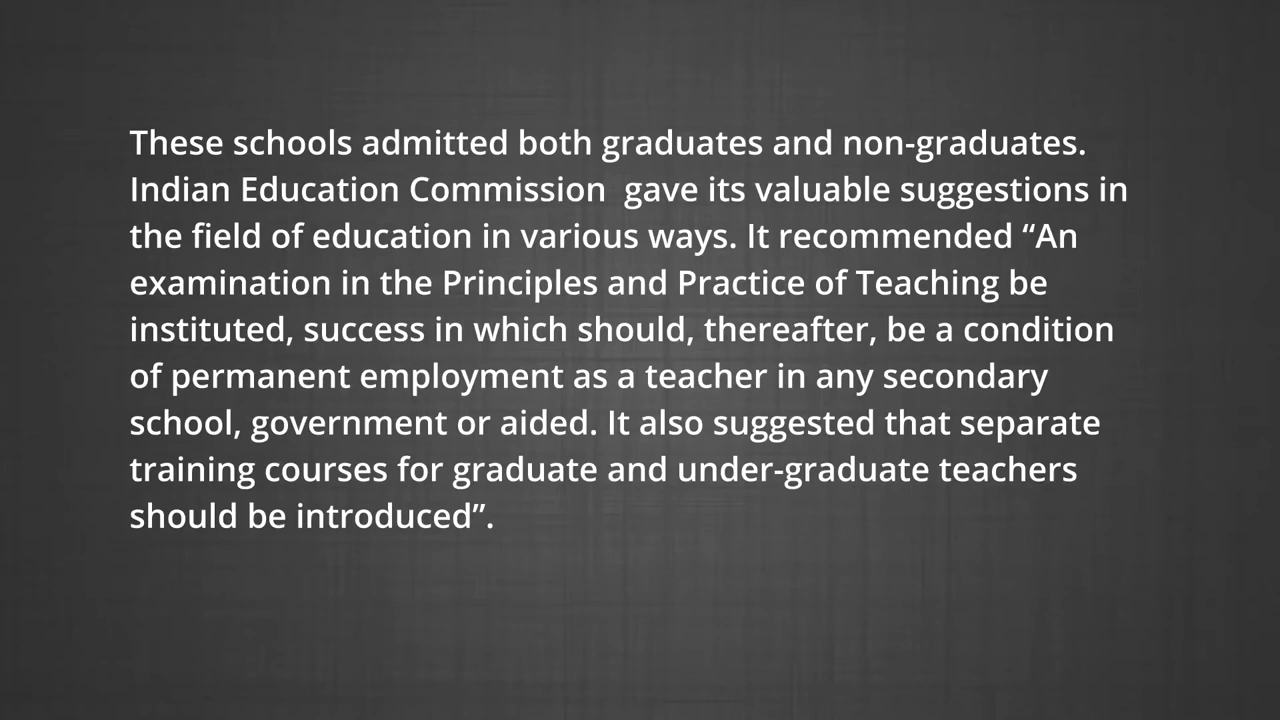 These schools admitted both graduates and non-graduates.
Indian Education Commission  gave its valuable suggestions in
the field of education in various ways. It recommended “An
examination in the Principles and Practice of Teaching be
instituted, success in which should, thereafter, be a condition
of permanent employment as a teacher in any secondary
school, government or aided. It also suggested that separate
training courses for graduate and under-graduate teachers
should be introduced”.